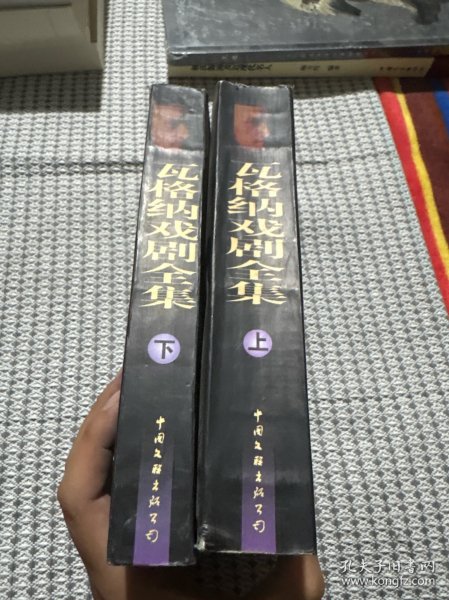 瓦格纳戏剧全集
下
中国文联出版公司
瓦格纳戏剧全集
上
中国文联出版公司
孔夫子旧书网
www.kongfz.com